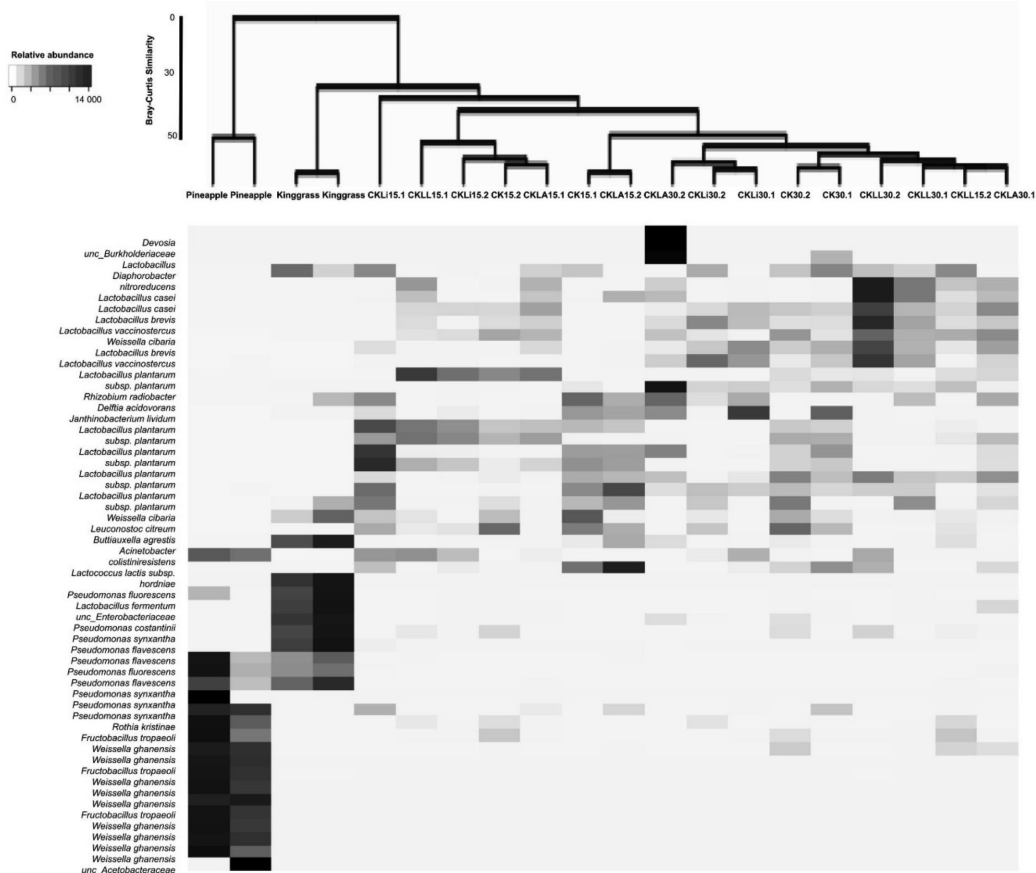 0
Relative abundance
0 14 000
Bray-Curtis Similarity
30
50
Pineapple Pineapple Kinggrass Kinggrass CKLi15.1 CKLL15.1 CKLi15.2 CK15.2 CKLA15.1 CK15.1 CKLA15.2 CKLA30.2 CKLi30.2 CKLi30.1 CK30.2 CK30.1 CKLL30.2 CKLL30.1 CKLL15.2 CKLA30.1
Devosia
unc_Burkholderiaceae
Lactobacillus
Diaphorobacter
nitroreducens
Lactobacillus casei
Lactobacillus casei
Lactobacillus brevis
Lactobacillus vaccinostercus
Weissella cibaria
Lactobacillus brevis
Lactobacillus vaccinostercus
Lactobacillus plantarum
subsp. plantarum
Rhizobium radiobacter
Delftia acidovorans
Janthinobacterium lividum
Lactobacillus plantarum
subsp. plantarum
Lactobacillus plantarum
subsp. plantarum
Lactobacillus plantarum
subsp. plantarum
Lactobacillus plantarum
subsp. plantarum
Weissella cibaria
Leuconostoc citreum
Buttiauxella agrestis
Acinetobacter
colistiniresistens
Lactococcus lactis subsp.
hordniae
Pseudomonas fluorescens
Lactobacillus fermentum
unc_Enterobacteriaceae
Pseudomonas costantinii
Pseudomonas synxantha
Pseudomonas flavescens
Pseudomonas fluorescens
Pseudomonas flavescens
Pseudomonas synxantha
Pseudomonas synxantha
Pseudomonas synxantha
Rothia kristinae
Fructobacillus tropaeoli
Weissella ghanensis
Weissella ghanensis
Fructobacillus tropaeoli
Weissella ghanensis
Weissella ghanensis
Fructobacillus tropaeoli
Weissella ghanensis
Weissella ghanensis
Weissella ghanensis
Weissella ghanensis
unc_Acetobacteraceae